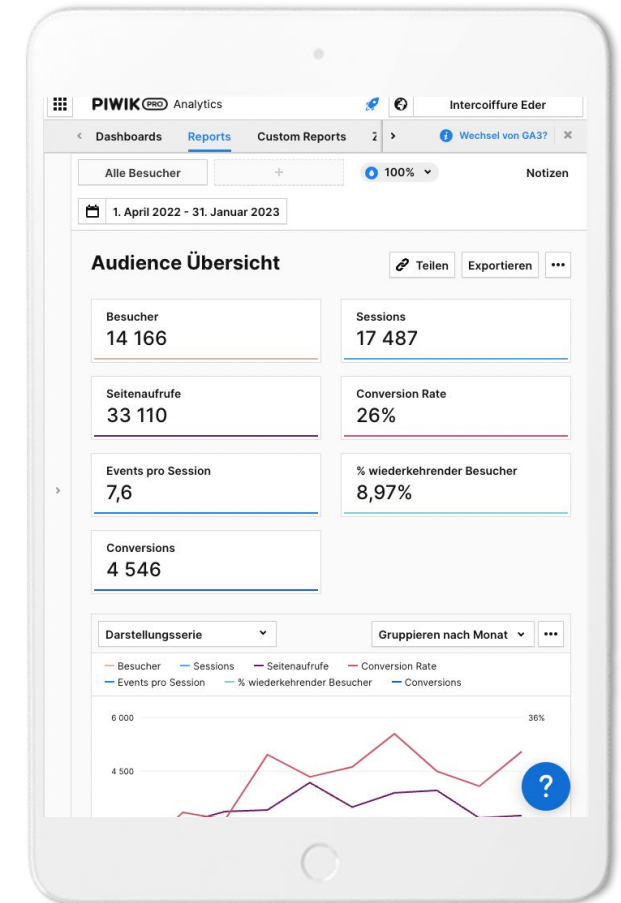 PIWIK PRO Analytics
Intercoiffure Eder
Dashboards Reports Custom Reports
Wechsel von GA3?
Alle Besucher + 100% Notizen
1. April 2022 - 31. Januar 2023
Audience Übersicht
Teilen Exportieren
Besucher
14 166
Sessions
17 487
Seitenaufrufe
33 110
Conversion Rate
26%
Events pro Session
7,6
% wiederkehrender Besucher
8,97%
Conversions
4 546
Darstellungsserie
Gruppieren nach Monat
Besucher Sessions Seitenaufrufe Conversion Rate
Events pro Session % wiederkehrender Besucher Conversions
6 000 36%
4 500
?